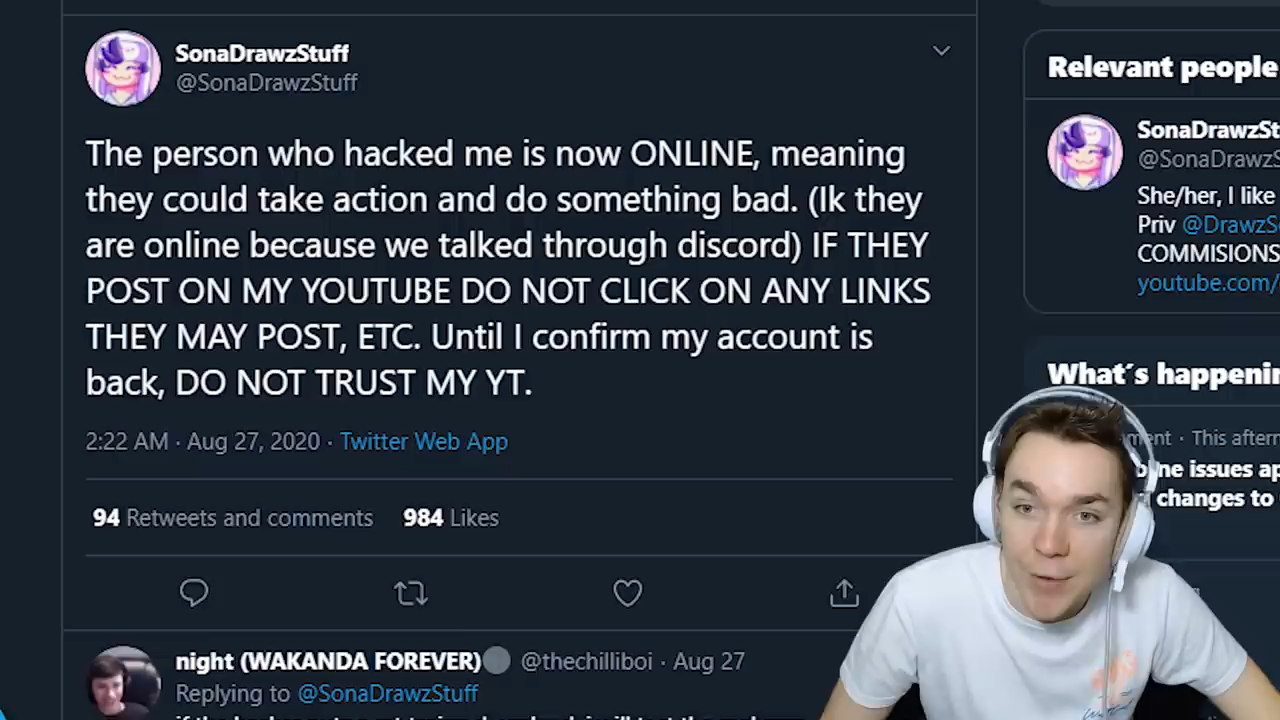 SonaDrawzStuff
@SonaDrawzStuff
The person who hacked me is now ONLINE, meaning
they could take action and do something bad. (Ik they
are online because we talked through discord) IF THEY
POST ON MY YOUTUBE DO NOT CLICK ON ANY LINKS
THEY MAY POST, ETC. Until I confirm my account is
back, DO NOT TRUST MY YT.
2:22 AM · Aug 27, 2020 · Twitter Web App
94 Retweets and comments 984 Likes
night (WAKANDA FOREVER) @thechilliboi · Aug 27
Replying to @SonaDrawzStuff
Relevant people
SonaDrawzSt
@SonaDrawzS
She/her, I like
Priv @DrawzS
COMMISIONS
youtube.com/
What´s happenin
ment · This aftern
issues ap
changes to